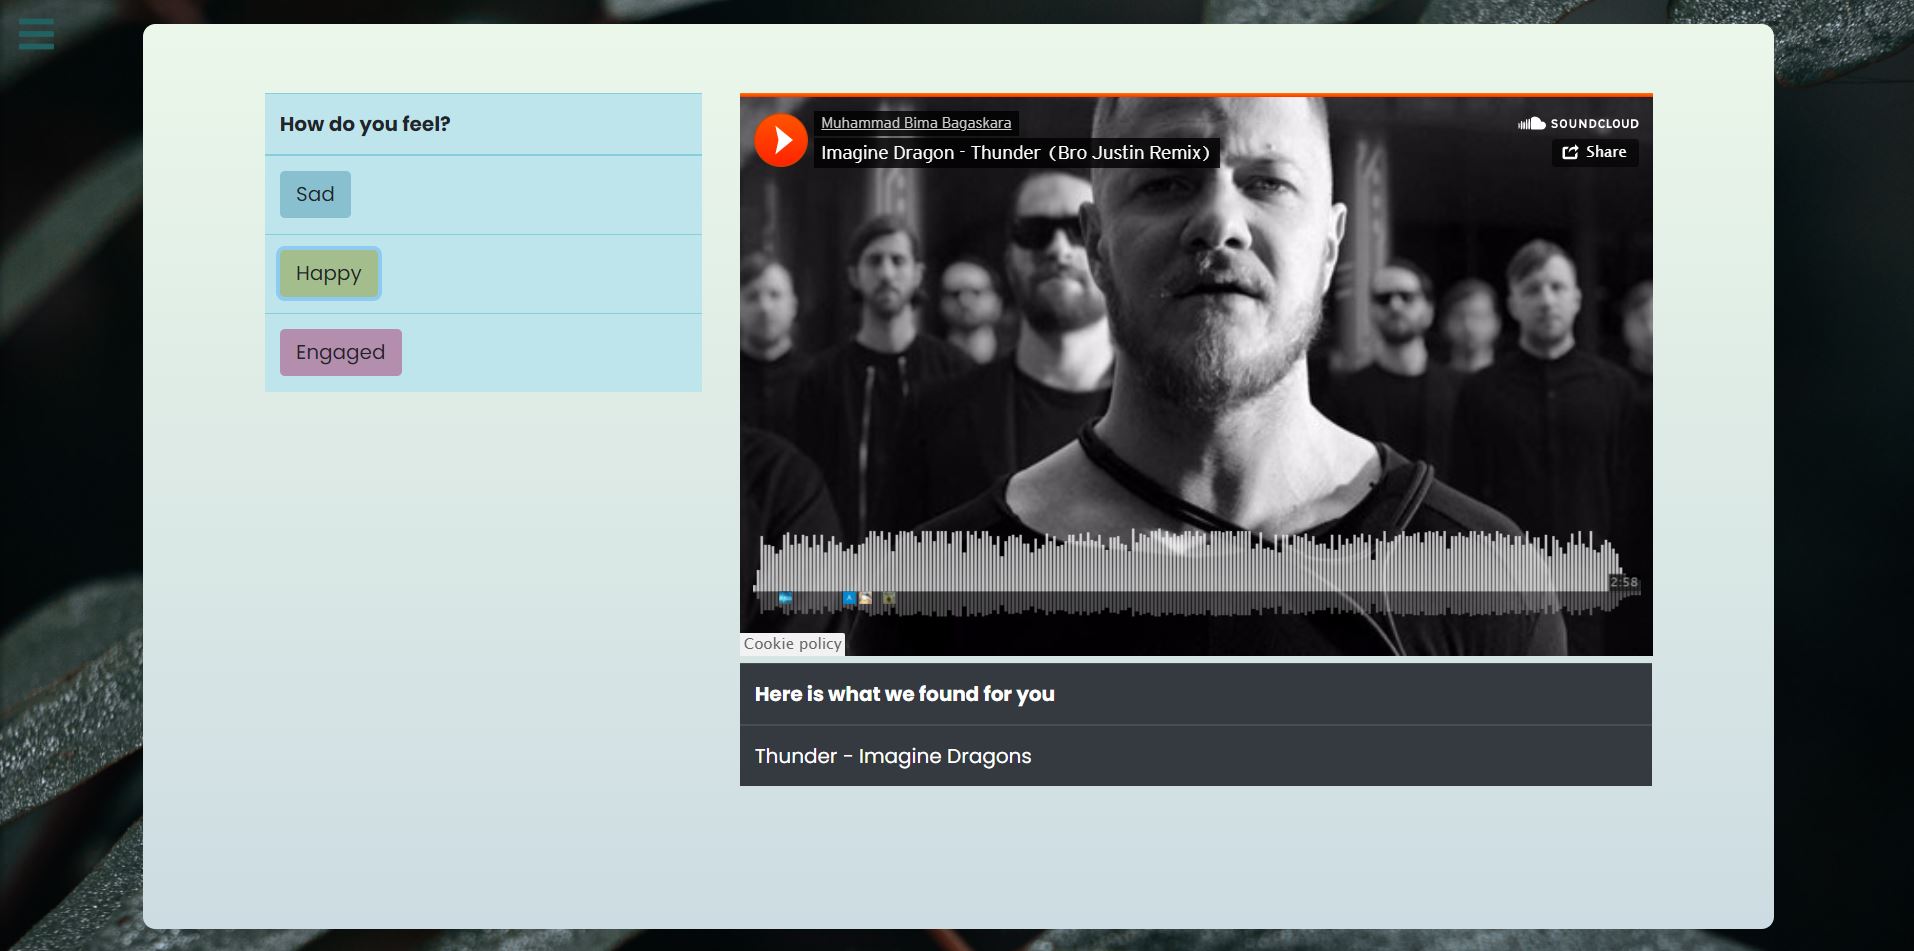 How do you feel?
Sad
Happy
Engaged
Muhammad Bima Bagaskara
Imagine Dragon - Thunder (Bro Justin Remix)
SOUNDCLOUD
Share
2:58
Cookie policy
Here is what we found for you
Thunder - Imagine Dragons